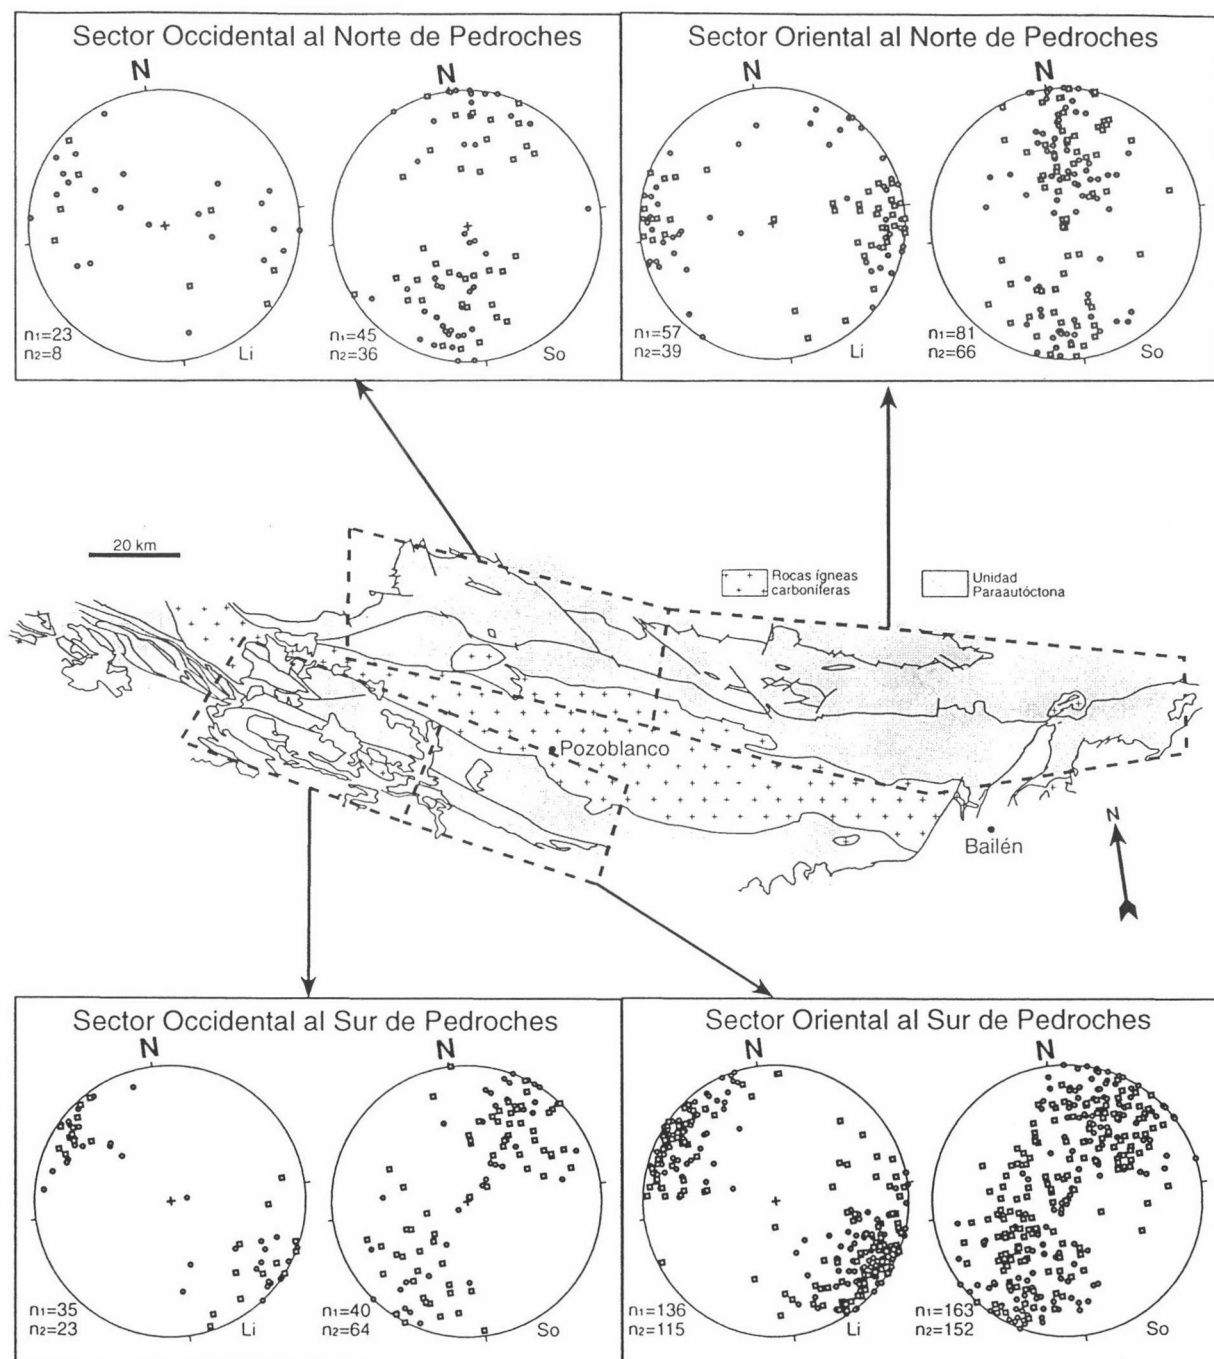 Sector Occidental al Norte de Pedroches
N
N
n1=23
n2=8
Li
n1=45
n2=36
So
Sector Oriental al Norte de Pedroches
N
N
n1=57
n2=39
Li
n1=81
n2=66
So
20 km
Rocas ígneas
carboníferas
Unidad
Paraautóctona
Pozoblanco
Bailén
N
Sector Occidental al Sur de Pedroches
N
N
n1=35
n2=23
Li
n1=40
n2=64
So
Sector Oriental al Sur de Pedroches
N
N
n1=136
n2=115
Li
n1=163
n2=152
So